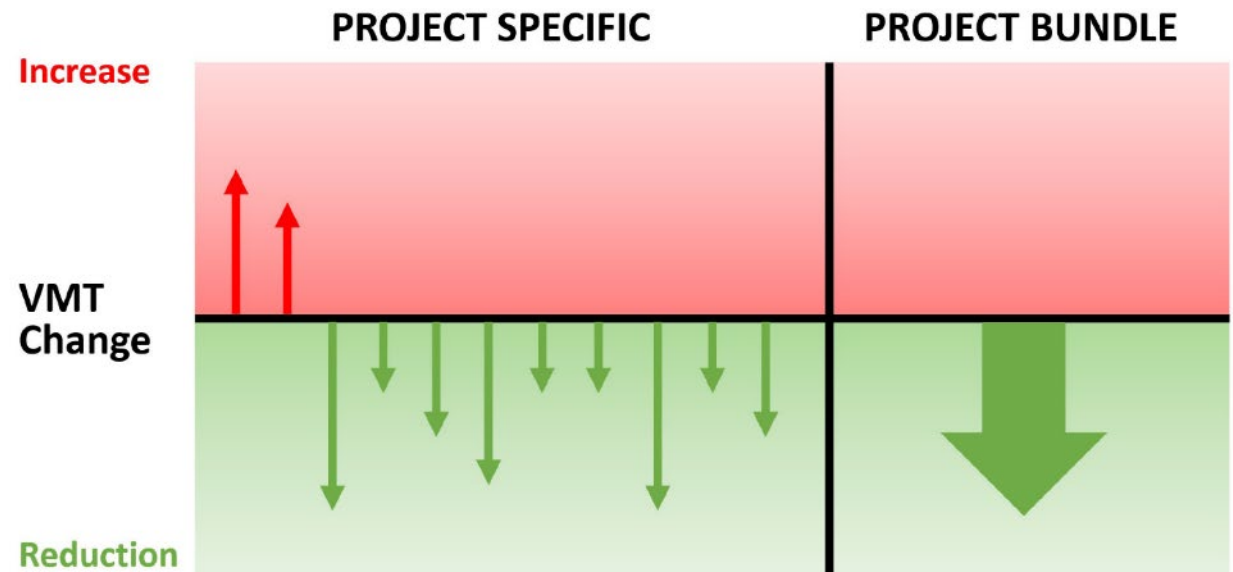 PROJECT SPECIFIC
PROJECT BUNDLE
Increase
VMT
Change
Reduction